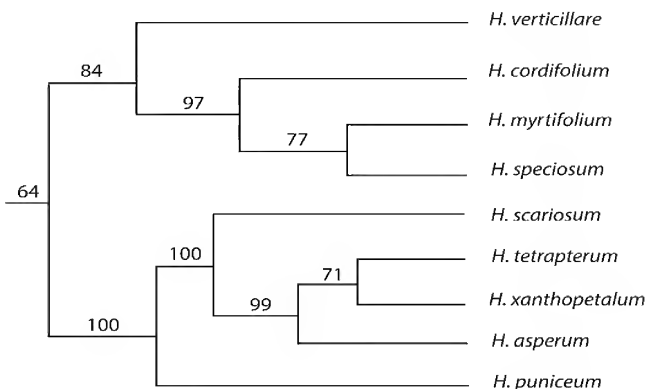 H. verticillare
84
H. cordifolium
97
H. myrtifolium
77
H. speciosum
64
H. scariosum
100
H. tetrapterum
71
H. xanthopetalum
99
100
H. asperum
H. puniceum